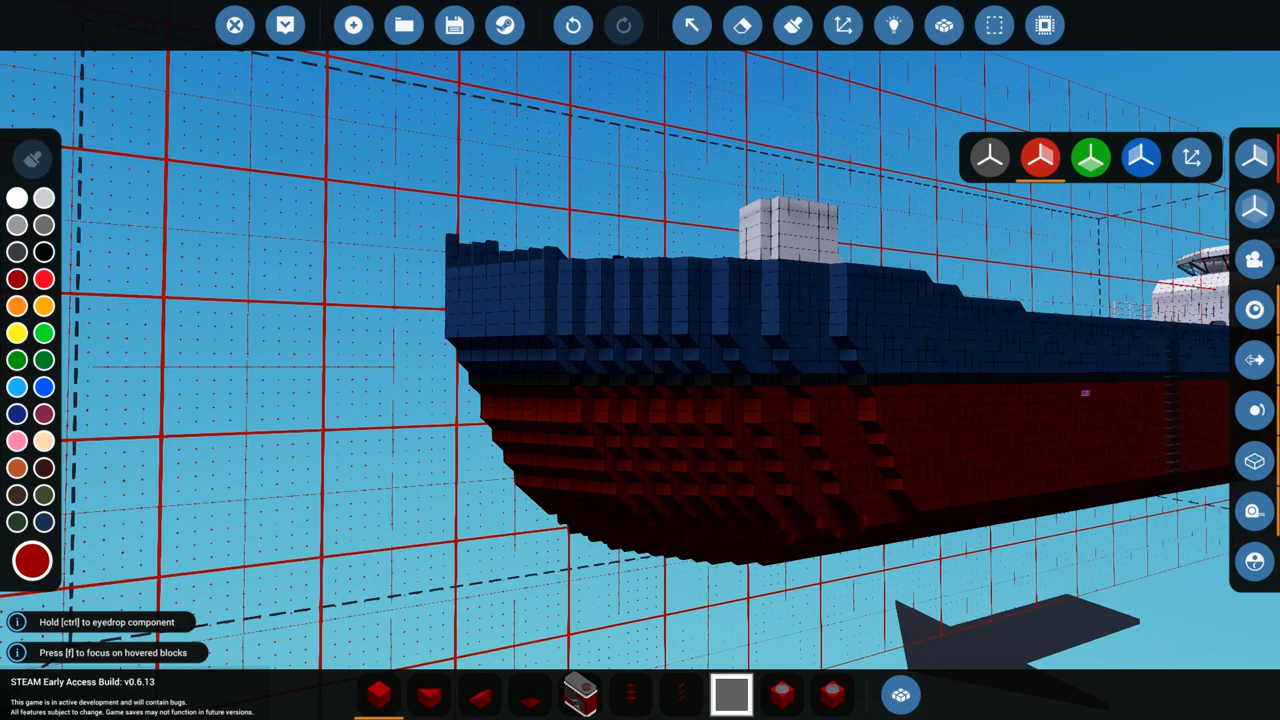 Hold [ctrl] to eyedrop component
Press [f] to focus on hovered blocks
STEAM Early Access Build: v0.6.13
This game is in active development and will contain bugs.
All features subject to change. Game saves may not function in future versions.